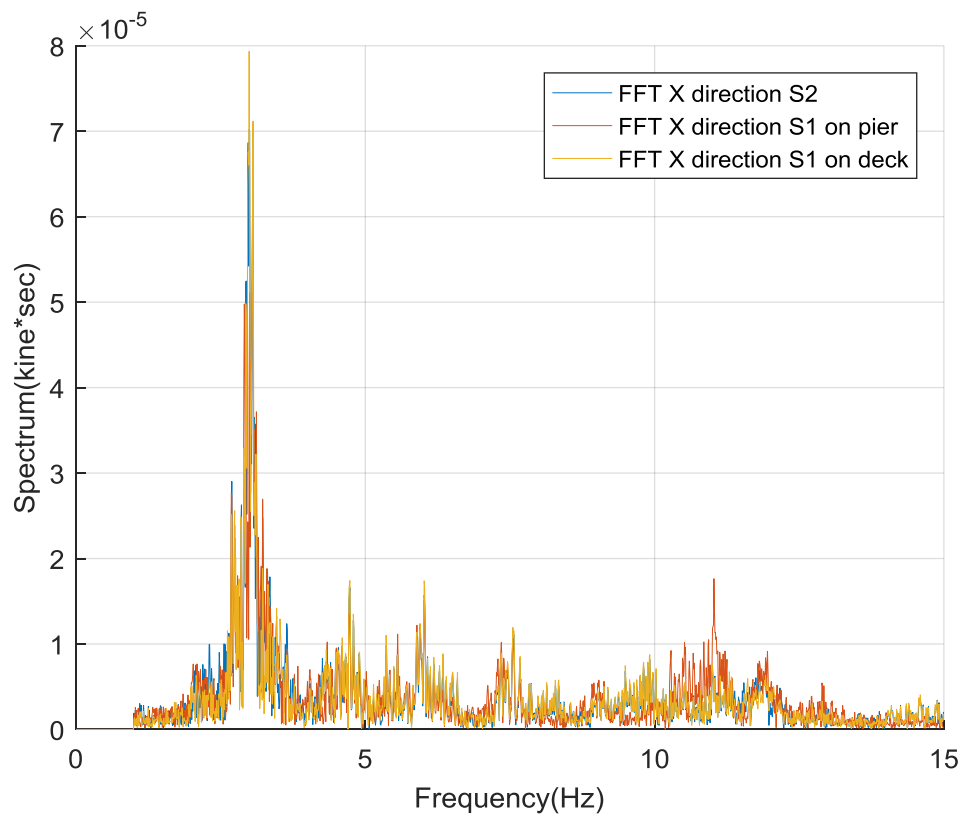 ×10-5
8
7
6
5
4
3
2
1
0
0 5 10 15
Spectrum(kine*sec)
Frequency(Hz)
FFT X direction S2
FFT X direction S1 on pier
FFT X direction S1 on deck